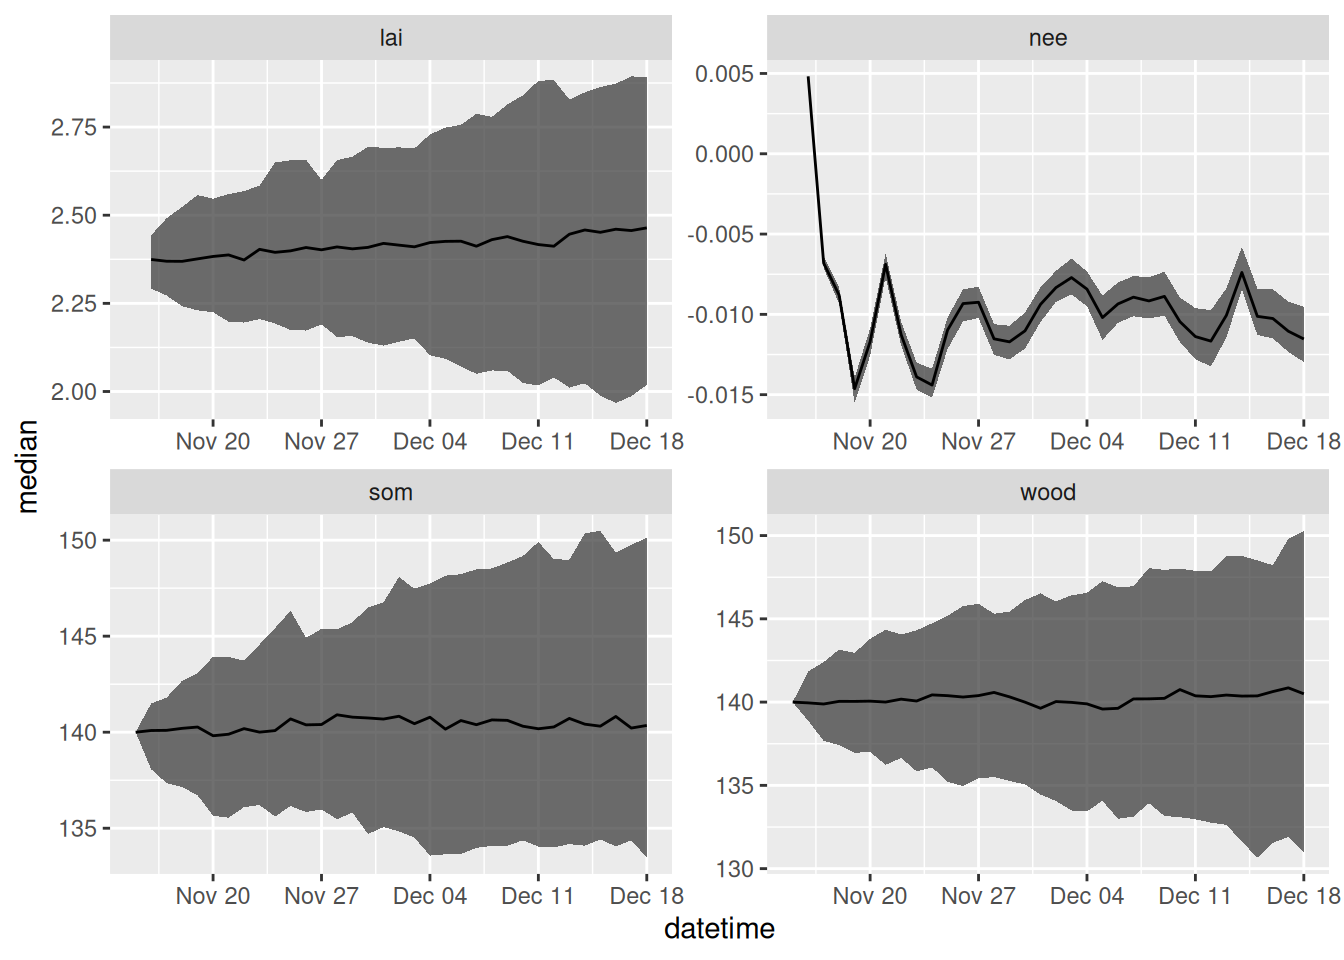 lai
nee
2.75
2.50
2.25
2.00
0.005
0.000
-0.005
-0.010
-0.015
Nov 20 Nov 27 Dec 04 Dec 11 Dec 18
Nov 20 Nov 27 Dec 04 Dec 11 Dec 18
median
som
wood
150
145
140
135
150
145
140
135
130
Nov 20 Nov 27 Dec 04 Dec 11 Dec 18
Nov 20 Nov 27 Dec 04 Dec 11 Dec 18
datetime